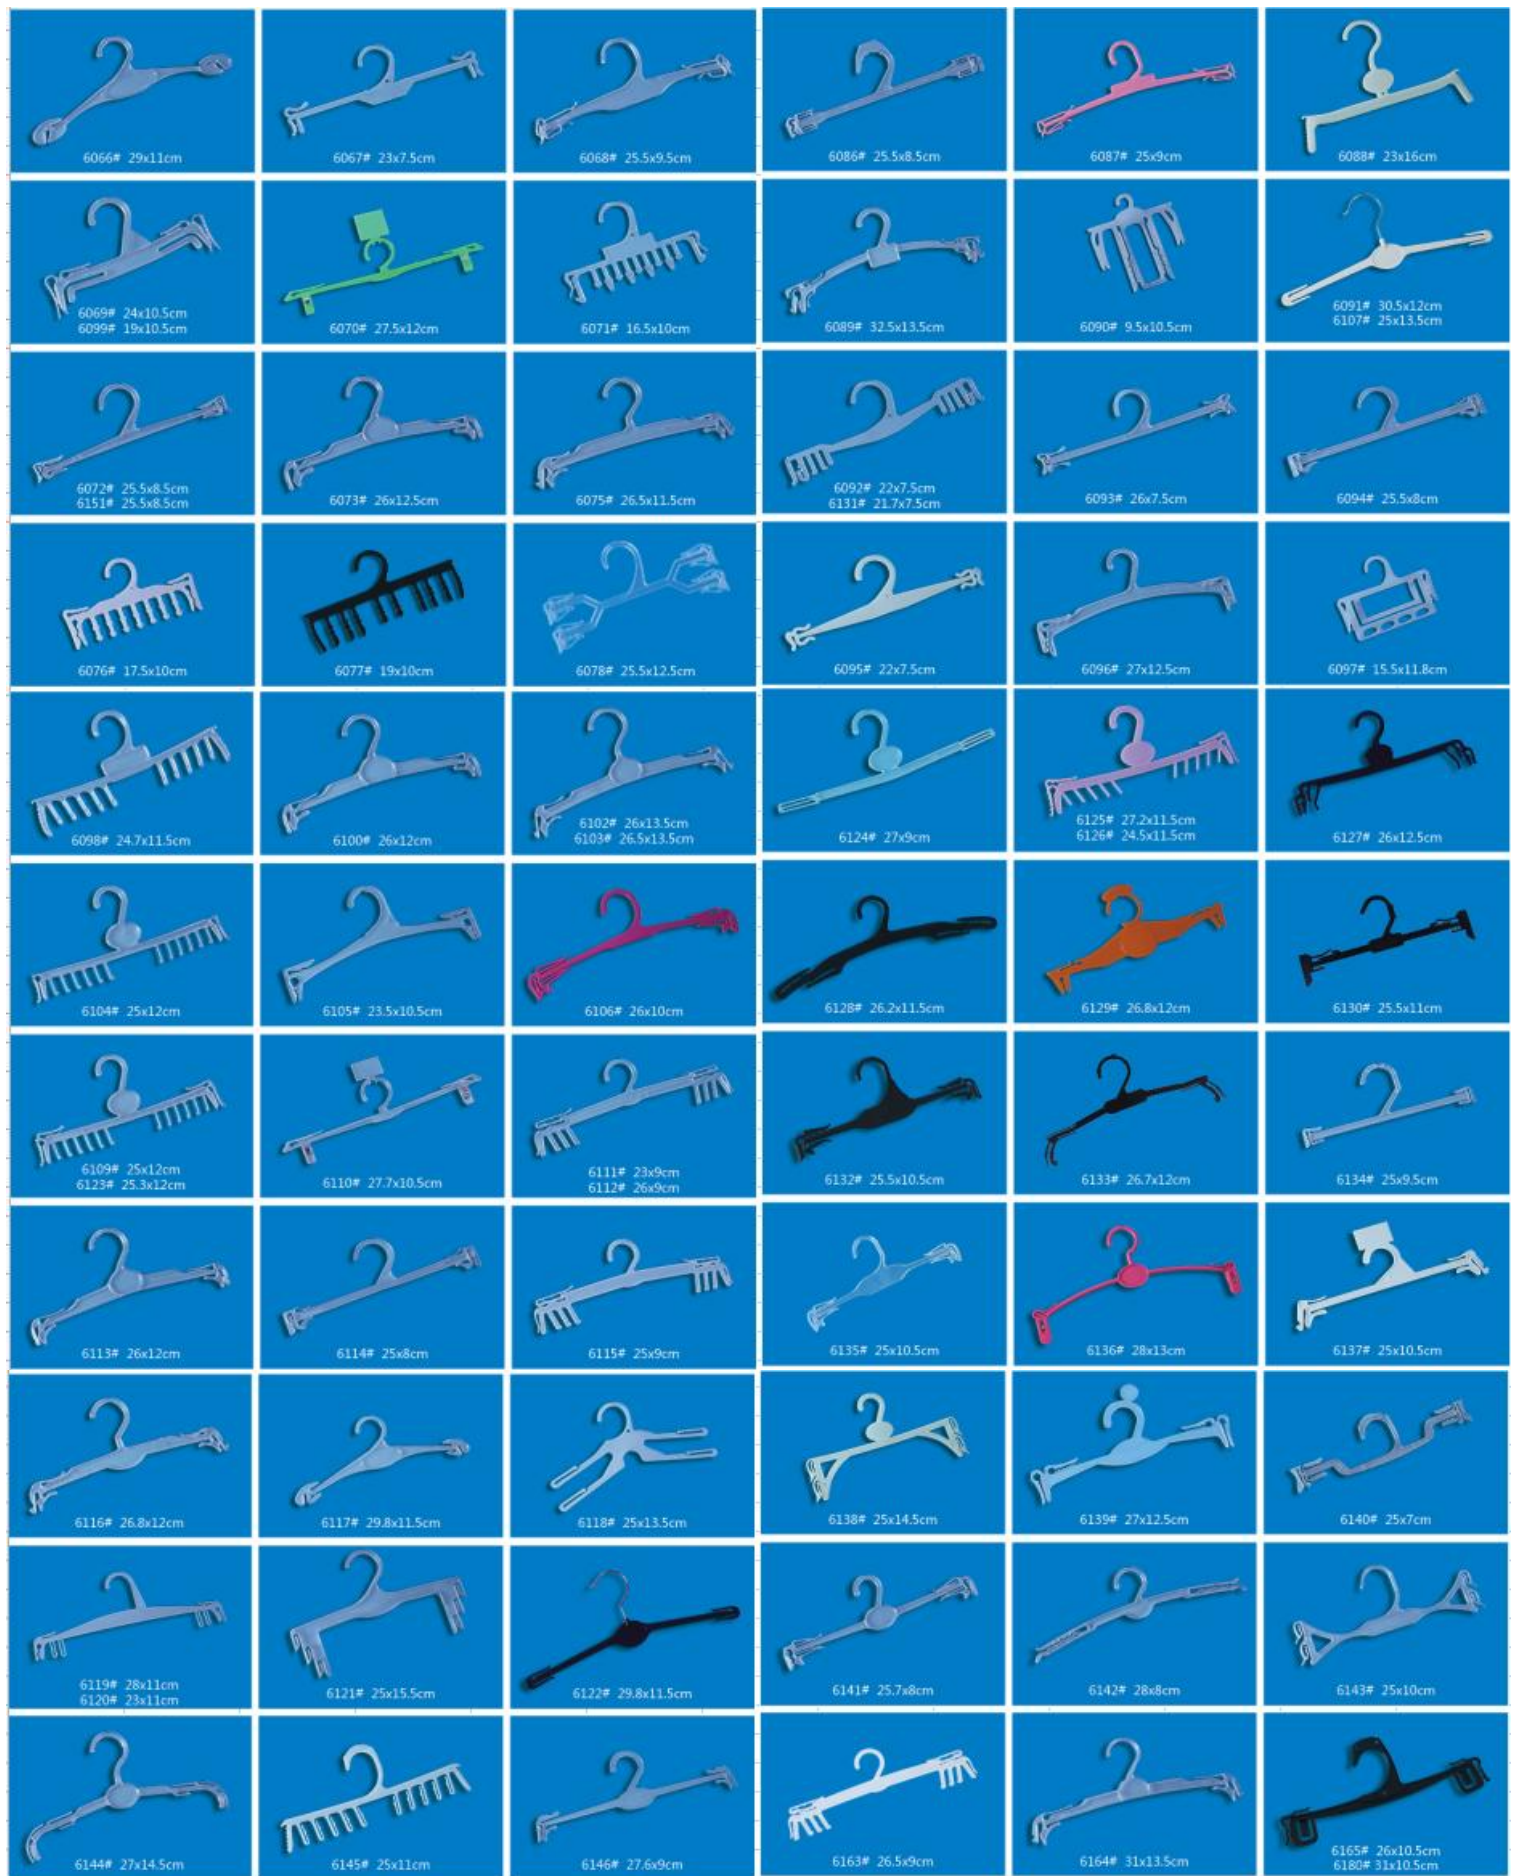 6066# 29x11cm
6067# 23x7.5cm
6068# 25.5x9.5cm
6086# 25.5x8.5cm
6087# 25x9cm
6088# 23x16cm
6069# 24x10.5cm
6099# 19x10.5cm
6070# 27.5x12cm
6071# 16.5x10cm
6089# 32.5x13.5cm
6090# 9.5x10.5cm
6091# 30.5x12cm
6107# 25x13.5cm
6072# 25.5x8.5cm
6151# 25.5x8.5cm
6073# 26x12.5cm
6075# 26.5x11.5cm
6092# 22x7.5cm
6131# 21.7x7.5cm
6093# 26x7.5cm
6094# 25.5x8cm
6076# 17.5x10cm
6077# 19x10cm
6078# 25.5x12.5cm
6095# 22x7.5cm
6096# 27x12.5cm
6097# 15.5x11.8cm
6098# 24.7x11.5cm
6100# 26x12cm
6102# 26x13.5cm
6103# 26.5x13.5cm
6124# 27x9cm
6125# 27.2x11.5cm
6126# 24.5x11.5cm
6127# 26x12.5cm
6104# 25x12cm
6105# 23.5x10.5cm
6106# 26x10cm
6128# 26.2x11.5cm
6129# 26.8x12cm
6130# 25.5x11cm
6109# 25x12cm
6123# 25.3x12cm
6110# 27.7x10.5cm
6111# 23x9cm
6112# 26x9cm
6132# 25.5x10.5cm
6133# 26.7x12cm
6134# 25x9.5cm
6113# 26x12cm
6114# 25x8cm
6115# 25x9cm
6135# 25x10.5cm
6136# 28x13cm
6137# 25x10.5cm
6116# 26.8x12cm
6117# 29.8x11.5cm
6118# 25x13.5cm
6138# 25x14.5cm
6139# 27x12.5cm
6140# 25x7cm
6119# 28x11cm
6120# 23x11cm
6121# 25x15.5cm
6122# 29.8x11.5cm
6141# 25.7x8cm
6142# 28x8cm
6143# 25x10cm
6144# 27x14.5cm
6145# 25x11cm
6146# 27.6x9cm
6163# 26.5x9cm
6164# 31x13.5cm
6165# 26x10.5cm
6180# 31x10.5cm